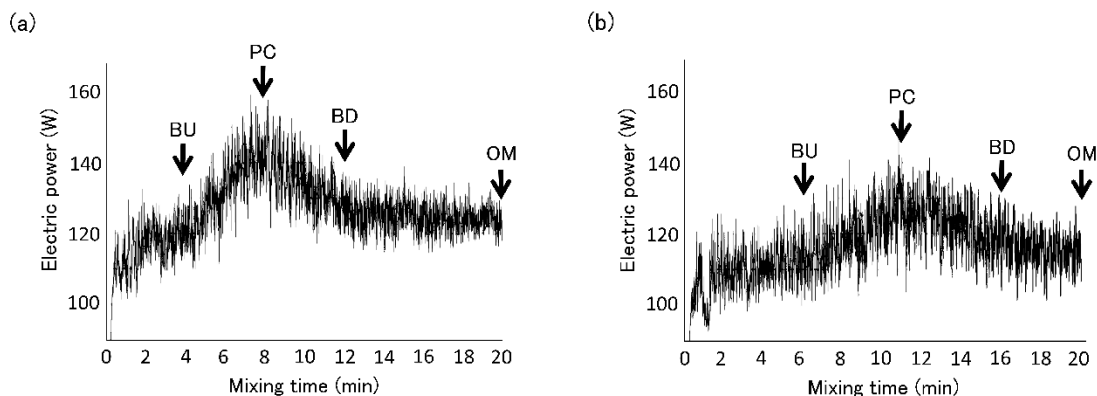 (a)
Electric power (W)
160
140
120
100
BU
PC
BD
OM
0 2 4 6 8 10 12 14 16 18 20
Mixing time (min)
(b)
Electric power (W)
160
140
120
100
BU
PC
BD
OM
0 2 4 6 8 10 12 14 16 18 20
Mixing time (min)